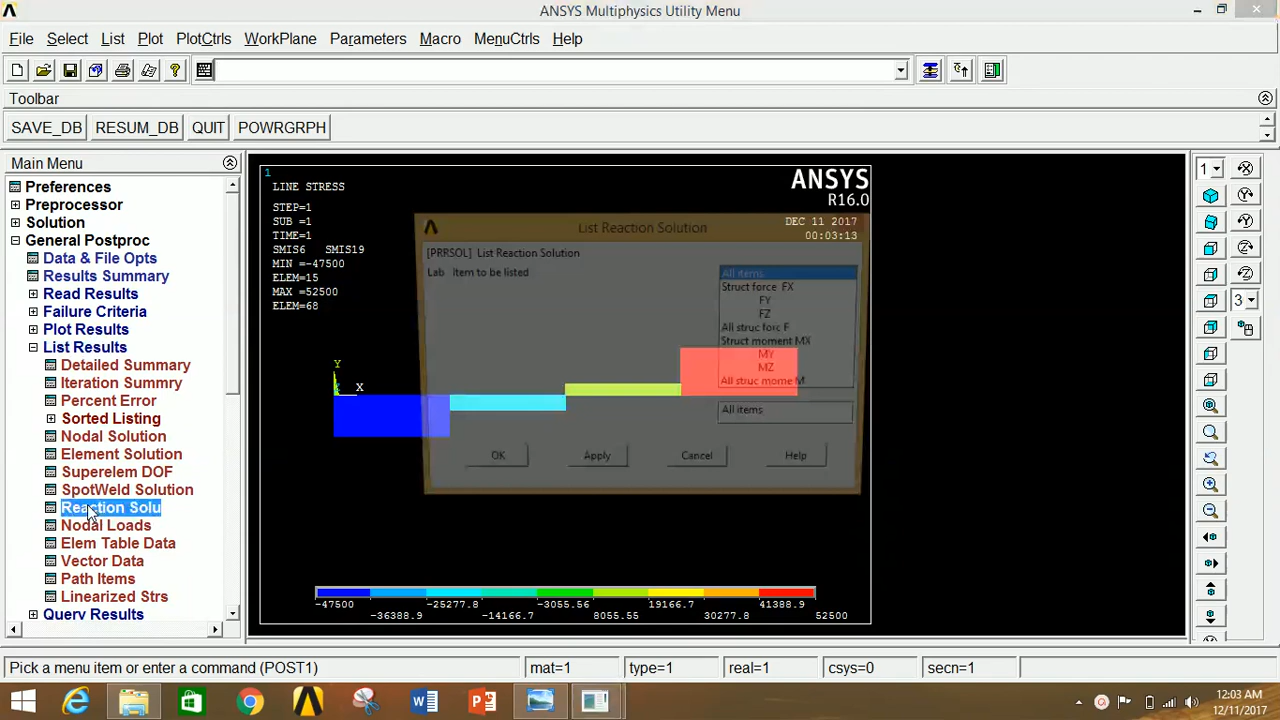 ANSYS Multiphysics Utility Menu
File Select List Plot PlotCtrls WorkPlane Parameters Macro MenuCtrls Help
Toolbar
SAVE_DB RESUM_DB QUIT POWRGRPH
Main Menu
Preferences
Preprocessor
Solution
General Postproc
Data & File Opts
Results Summary
Read Results
Failure Criteria
Plot Results
List Results
Detailed Summary
Iteration Summry
Percent Error
Sorted Listing
Nodal Solution
Element Solution
Superelem DOF
SpotWeld Solution
Reaction Solu
Nodal Loads
Elem Table Data
Vector Data
Path Items
Linearized Strs
Query Results
1
LINE STRESS
STEP=1
SUB =1
TIME=1
SMIS6 SMIS19
MIN =-47500
ELEM=15
MAX =52500
ELEM=68
ANSYS
R16.0
DEC 11 2017
00:03:13
List Reaction Solution
[PRRSOL] List Reaction Solution
Lab Item to be listed
All items
Struct force FX
FY
FZ
All struc forc F
Struct moment MX
MY
MZ
All struc mome M
All items
OK Apply Cancel Help
Y
X
-47500 -25277.8 -3055.56 19166.7 41388.9
-36388.9 -14166.7 8055.55 30277.8 52500
1
3
Pick a menu item or enter a command (POST1) mat=1 type=1 real=1 csys=0 secn=1
12:03 AM
12/11/2017